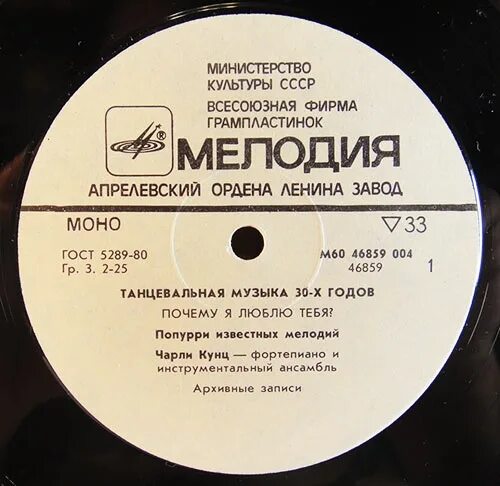 МИНИСТЕРСТВО
КУЛЬТУРЫ СССР
ВСЕСОЮЗНАЯ ФИРМА
ГРАМПЛАСТИНОК
® МЕЛОДИЯ
АПРЕЛЕВСКИЙ ОРДЕНА ЛЕНИНА ЗАВОД
МОНО ▽33
ГОСТ 5289-80 М60 46859 004
Гр. 3. 2-25 46859 1
ТАНЦЕВАЛЬНАЯ МУЗЫКА 30-Х ГОДОВ
ПОЧЕМУ Я ЛЮБЛЮ ТЕБЯ?
Попурри известных мелодий
Чарли Кунц — фортепиано и
инструментальный ансамбль
Архивные записи